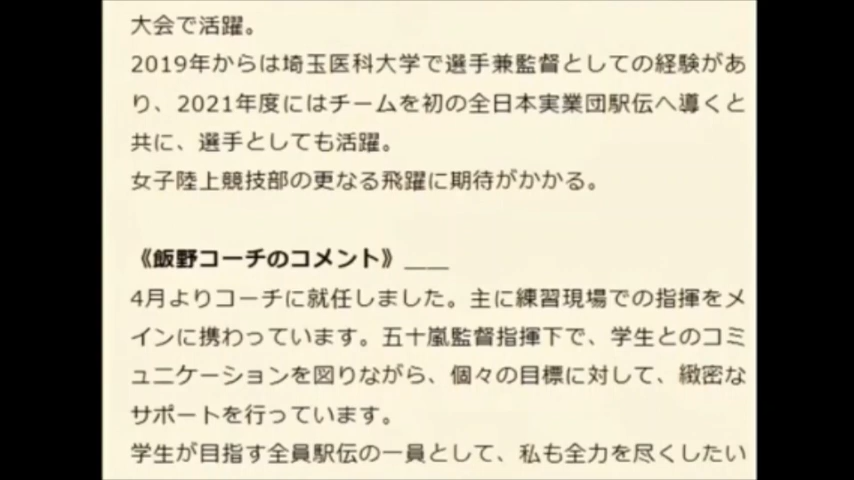 大会で活躍。
2019年からは埼玉医科大学で選手兼監督としての経験があ
り、2021年度にはチームを初の全日本実業団駅伝へ導くと
共に、選手としても活躍。
女子陸上競技部の更なる飛躍に期待がかかる。
《飯野コーチのコメント》＿＿
4月よりコーチに就任しました。主に練習現場での指揮をメ
インに携わっています。五十嵐監督指揮下で、学生とのコミ
ュニケーションを図りながら、個々の目標に対して、緻密な
サポートを行っています。
学生が目指す全員駅伝の一員として、私も全力を尽くしたい